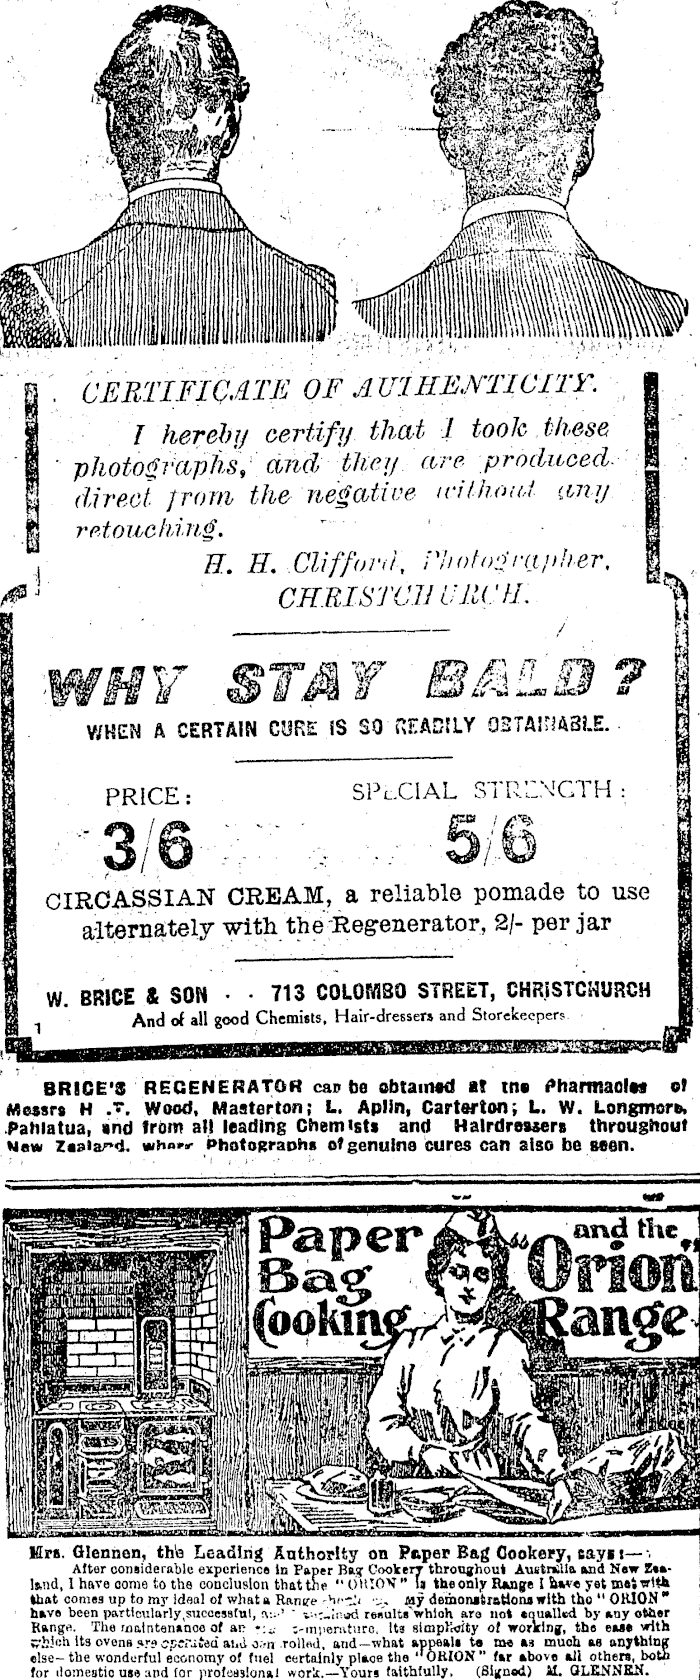 CERTIFICATE OF AUTHENTICITY.
I hereby certify that I took these
photographs, and they are produced
direct from the negative without any
retouching.
H. H. Clifford, Photographer,
CHRISTCHURCH.
WHY STAY BALD?
WHEN A CERTAIN CURE IS SO READILY OBTAINABLE.
PRICE: SPECIAL STRENGTH:
3/6 5/6
CIRCASSIAN CREAM, a reliable pomade to use
alternately with the Regenerator, 2/- per jar
W. BRICE & SON . . 713 COLOMBO STREET, CHRISTCHURCH
And of all good Chemists, Hair-dressers and Storekeepers.
1
BRICE'S REGENERATOR can be obtained at the Pharmacies of
Messrs H .T. Wood, Masterton; L. Aplin, Carterton; L. W. Longmore,
Pahiatua, and from all leading Chemists and Hairdressers throughout
New Zealand, where Photographs of genuine cures can also be seen.
Paper Bag Cooking and the "Orion" Range
Mrs. Glennen, the Leading Authority on Paper Bag Cookery, says:—
After considerable experience in Paper Bag Cookery throughout Australia and New Zea-
land, I have come to the conclusion that the "ORION" is the only Range I have yet met with
that comes up to my ideal of what a Range my demonstrations with the "ORION"
have been particularly successful, results which are not equalled by any other
Range. The maintenance of an temperature, its simplicity of working, the ease with
which its ovens are operated and rolled, and—what appeals to me as much as anything
else—the wonderful economy of fuel certainly place the "ORION" far above all others, both
for domestic use and for professional work.—Yours faithfully. (Signed) M. GLENNEN.